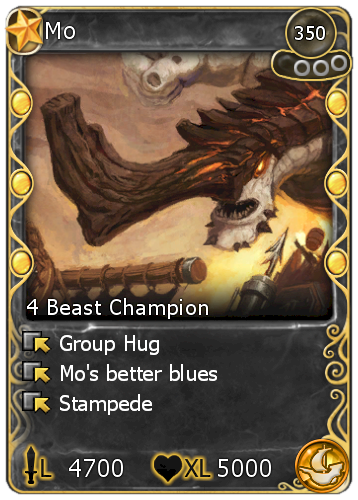 Mo
350
4 Beast Champion
Group Hug
Mo's better blues
Stampede
L 4700 XL 5000